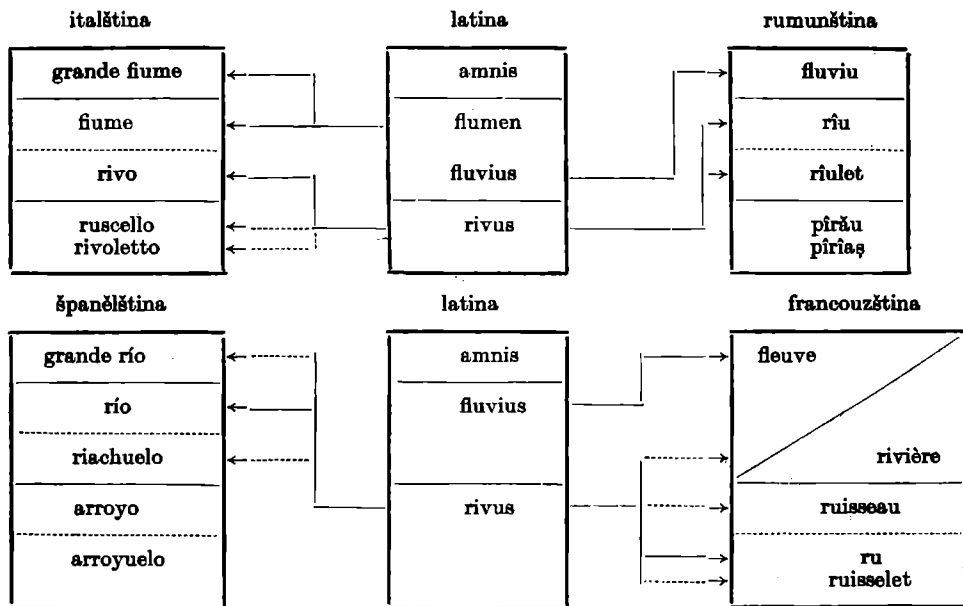 italština latina rumunština
grande fiume amnis fluviu
fiume flumen rîu
rivo fluvius rîulet
ruscello rivus pîrău
rivoletto pîrîaş
španělština latina francouzština
grande río amnis fleuve
río fluvius
riachuelo rivière
arroyo rivus ruisseau
arroyuelo ru
ruisselet